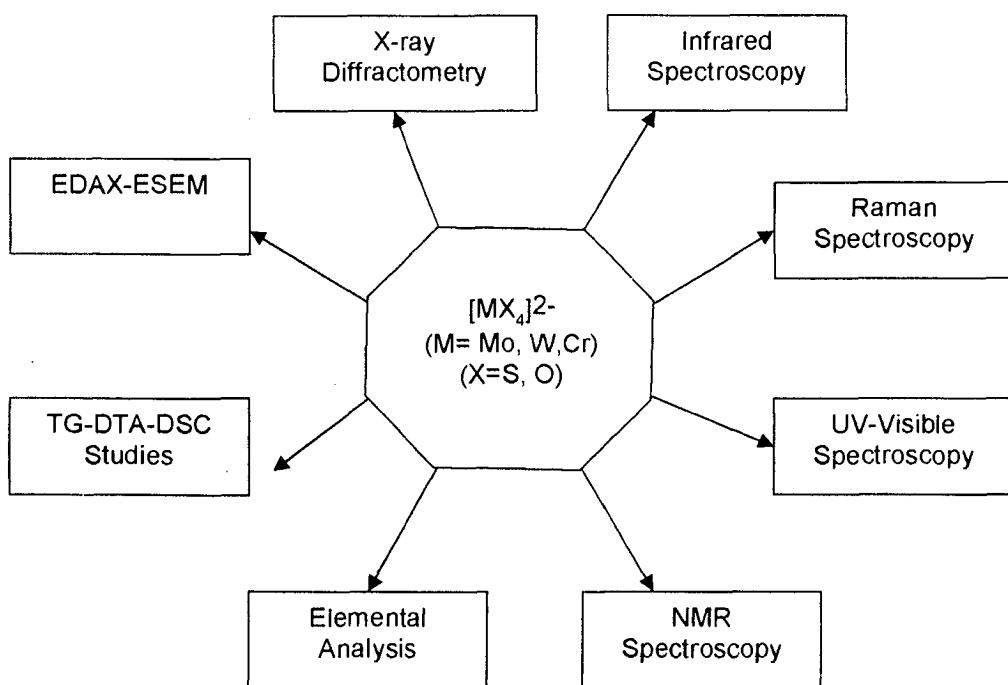 X-ray
Diffractometry
Infrared
Spectroscopy
EDAX-ESEM
Raman
Spectroscopy
[MX₄]²⁻
(M= Mo, W,Cr)
(X=S, O)
TG-DTA-DSC
Studies
UV-Visible
Spectroscopy
Elemental
Analysis
NMR
Spectroscopy